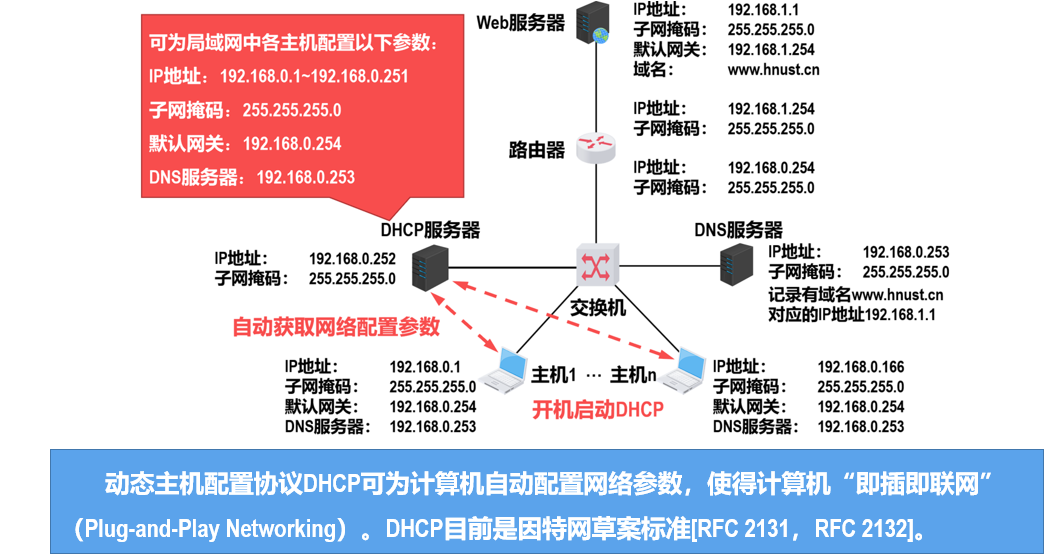 可为局域网中各主机配置以下参数：
IP地址：192.168.0.1~192.168.0.251
子网掩码：255.255.255.0
默认网关：192.168.0.254
DNS服务器：192.168.0.253
Web服务器
IP地址： 192.168.1.1
子网掩码： 255.255.255.0
默认网关： 192.168.1.254
域名： www.hnust.cn
路由器
IP地址： 192.168.1.254
子网掩码： 255.255.255.0
IP地址： 192.168.0.254
子网掩码： 255.255.255.0
DHCP服务器
IP地址： 192.168.0.252
子网掩码： 255.255.255.0
交换机
DNS服务器
IP地址： 192.168.0.253
子网掩码： 255.255.255.0
记录有域名www.hnust.cn
对应的IP地址192.168.1.1
自动获取网络配置参数
IP地址： 192.168.0.1
子网掩码： 255.255.255.0
默认网关： 192.168.0.254
DNS服务器： 192.168.0.253
主机1 … 主机n
开机启动DHCP
IP地址： 192.168.0.166
子网掩码： 255.255.255.0
默认网关： 192.168.0.254
DNS服务器： 192.168.0.253
动态主机配置协议DHCP可为计算机自动配置网络参数，使得计算机“即插即联网”
（Plug-and-Play Networking）。DHCP目前是因特网草案标准[RFC 2131，RFC 2132]。